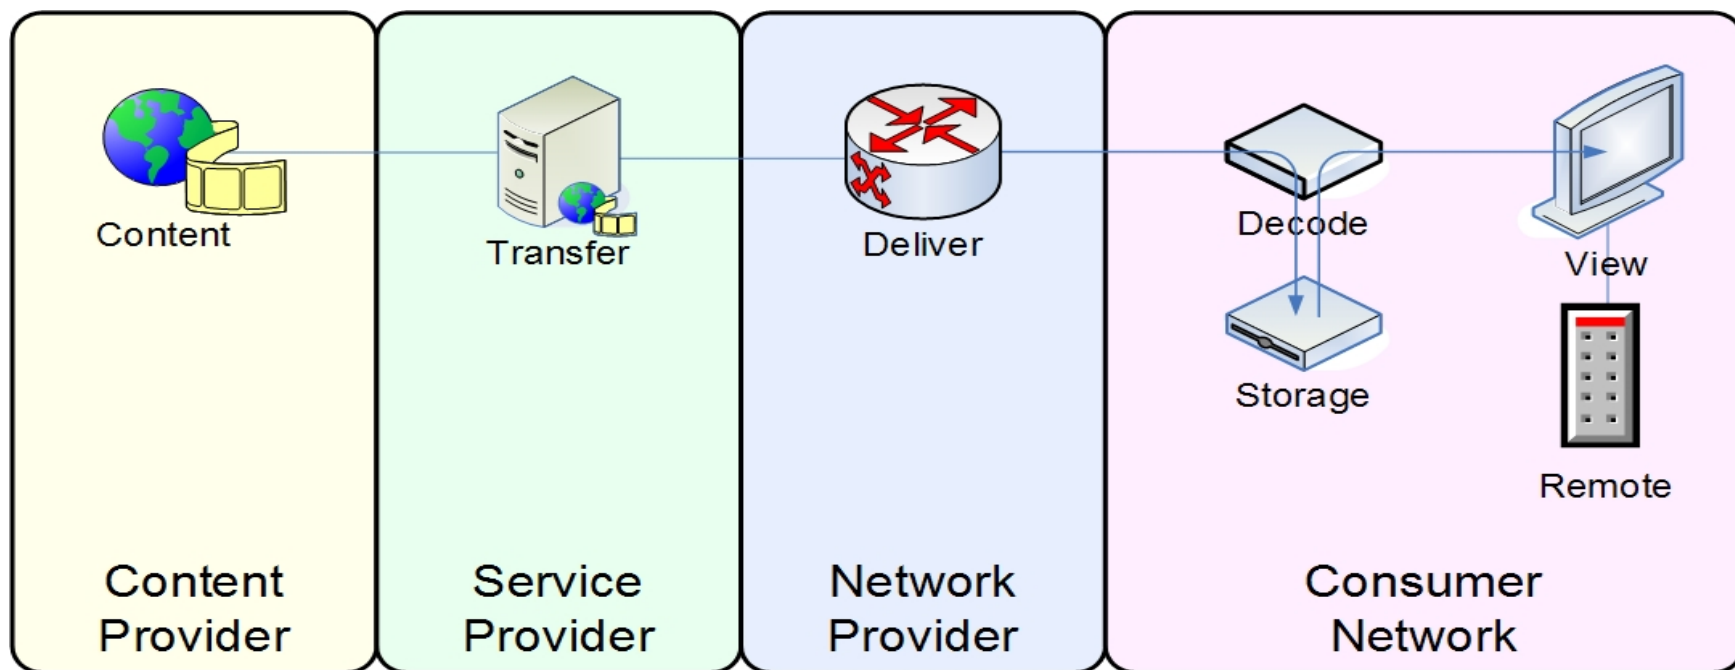 Content
Transfer
Deliver
Decode
View
Storage
Remote
Content
Provider
Service
Provider
Network
Provider
Consumer
Network